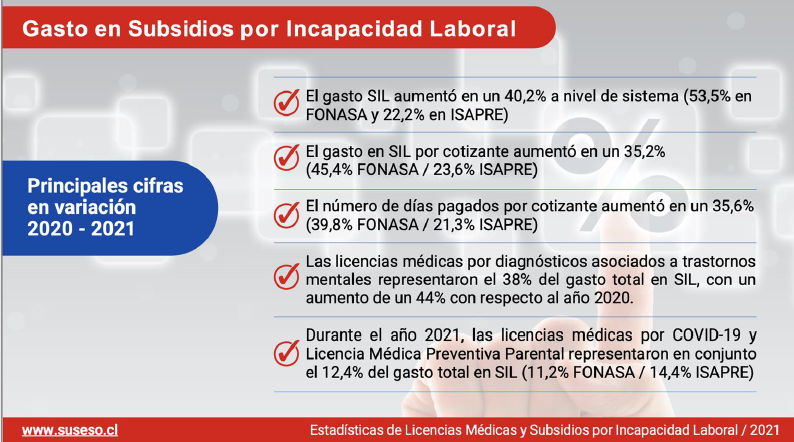 Gasto en Subsidios por Incapacidad Laboral
Principales cifras
en variación
2020 - 2021
El gasto SIL aumentó en un 40,2% a nivel de sistema (53,5% en
FONASA y 22,2% en ISAPRE)
El gasto en SIL por cotizante aumentó en un 35,2%
(45,4% FONASA / 23,6% ISAPRE)
El número de días pagados por cotizante aumentó en un 35,6%
(39,8% FONASA / 21,3% ISAPRE)
Las licencias médicas por diagnósticos asociados a trastornos
mentales representaron el 38% del gasto total en SIL, con un
aumento de un 44% con respecto al año 2020.
Durante el año 2021, las licencias médicas por COVID-19 y
Licencia Médica Preventiva Parental representaron en conjunto
el 12,4% del gasto total en SIL (11,2% FONASA / 14,4% ISAPRE)
%
www.suseso.cl
Estadísticas de Licencias Médicas y Subsidios por Incapacidad Laboral / 2021